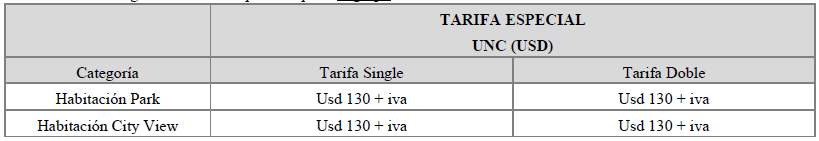 TARIFA ESPECIAL
UNC (USD)
Categoría Tarifa Single Tarifa Doble
Habitación Park Usd 130 + iva Usd 130 + iva
Habitación City View Usd 130 + iva Usd 130 + iva